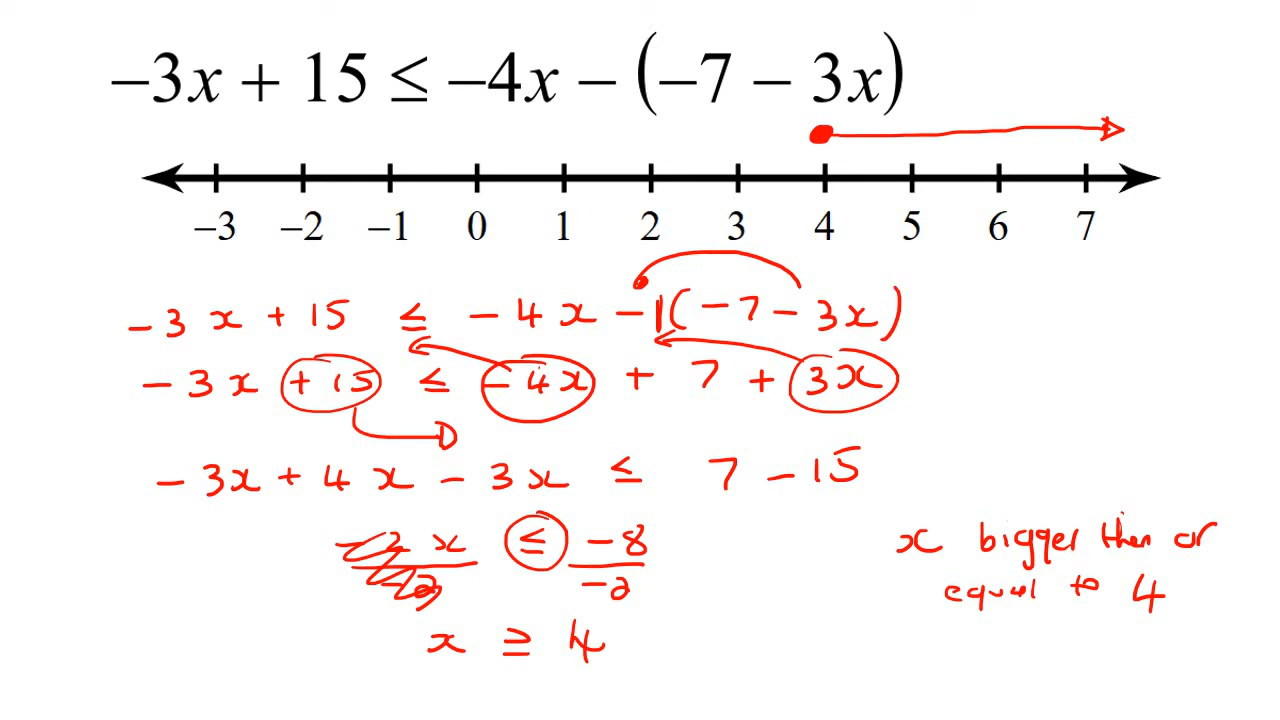 −3x + 15 ≤ −4x − (−7 − 3x)
−3 −2 −1 0 1 2 3 4 5 6 7
-3x + 15 ≤ -4x -1(-7 - 3x)
-3x +15 ≤ -4x + 7 + 3x
-3x + 4x - 3x ≤ 7 - 15
-2x ≤ -8
-2 -2
x ≥ 4
x bigger then or
equal to 4